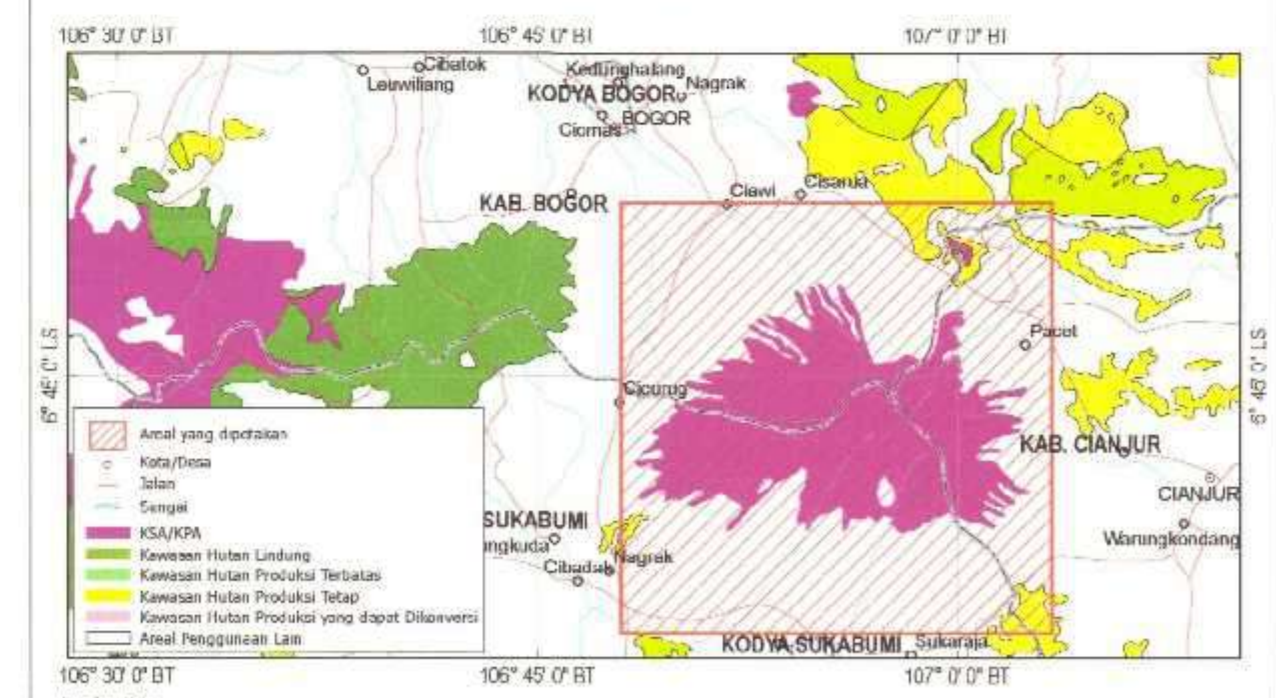 106° 30' 0" BT
106° 45' 0" BT
107° 0' 0" BT
Cibatok
Leuwiliang
Kedunghalang
Nagrak
KODYA BOGOR
BOGOR
Ciomas
Ciawi
Cisarua
KAB. BOGOR
Pacet
6° 45' 0" LS
6° 45' 0" LS
Cicurug
KAB. CIANJUR
CIANJUR
Warungkondang
SUKABUMI
ngkuda
Cibadak
Nagrak
KODYA SUKABUMI
Sukaraja
Areal yang dipetakan
Kota/Desa
Jalan
Sungai
KSA/KPA
Kawasan Hutan Lindung
Kawasan Hutan Produksi Terbatas
Kawasan Hutan Produksi Tetap
Kawasan Hutan Produksi yang dapat Dikonversi
Areal Penggunaan Lain
106° 30' 0" BT
106° 45' 0" BT
107° 0' 0" BT